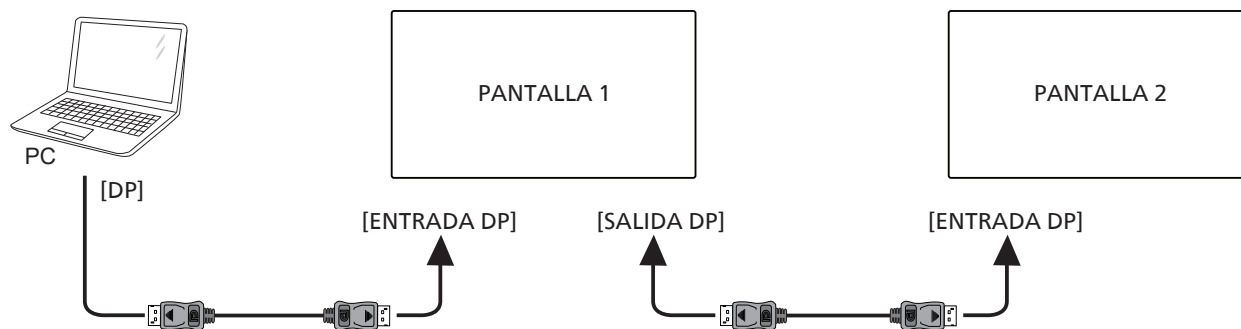 PANTALLA 1
PANTALLA 2
PC
[DP]
[ENTRADA DP]
[SALIDA DP]
[ENTRADA DP]